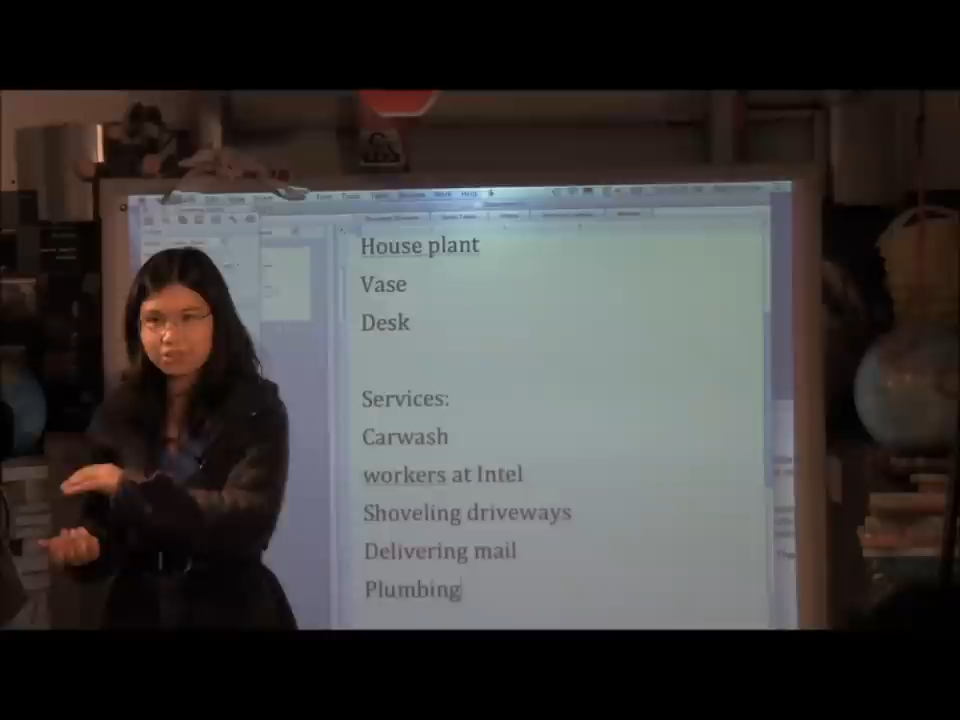 House plant
Vase
Desk
Services:
Carwash
workers at Intel
Shoveling driveways
Delivering mail
Plumbing